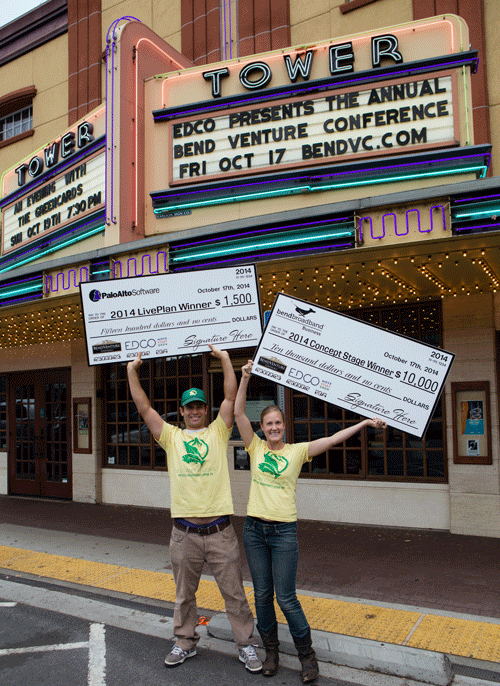 TOWER
EDCO PRESENTS THE ANNUAL
BEND VENTURE CONFERENCE
FRI OCT 17 BENDVC.COM
TOWER
AN EVENING WITH
THE GREENCARDS
SUN OCT 19TH 7:30 PM
PaloAltoSoftware
2014
October 17th, 2014
2014 LivePlan Winner $ 1,500
Fifteen hundred dollars and no cents
DOLLARS
EDCO
Signature Here
bendbroadband
Business
2014
October 17th, 2014
2014 Concept Stage Winner $ 10,000
Ten thousand dollars and no cents
DOLLARS
EDCO
Signature Here